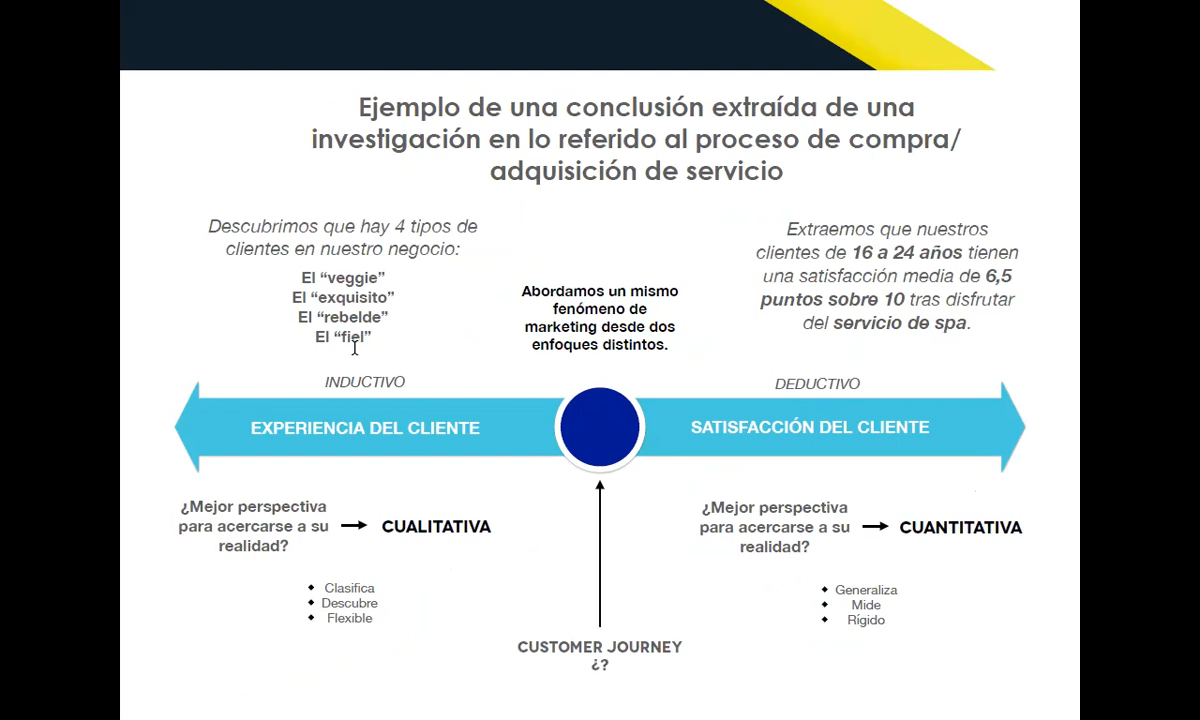 Ejemplo de una conclusión extraída de una
investigación en lo referido al proceso de compra/
adquisición de servicio
Descubrimos que hay 4 tipos de
clientes en nuestro negocio:
El “veggie”
El “exquisito”
El “rebelde”
El “fiel”
Abordamos un mismo
fenómeno de
marketing desde dos
enfoques distintos.
Extraemos que nuestros
clientes de 16 a 24 años tienen
una satisfacción media de 6,5
puntos sobre 10 tras disfrutar
del servicio de spa.
INDUCTIVO
DEDUCTIVO
EXPERIENCIA DEL CLIENTE
SATISFACCIÓN DEL CLIENTE
¿Mejor perspectiva
para acercarse a su
realidad?
CUALITATIVA
¿Mejor perspectiva
para acercarse a su
realidad?
CUANTITATIVA
Clasifica
Descubre
Flexible
Generaliza
Mide
Rígido
CUSTOMER JOURNEY
¿?